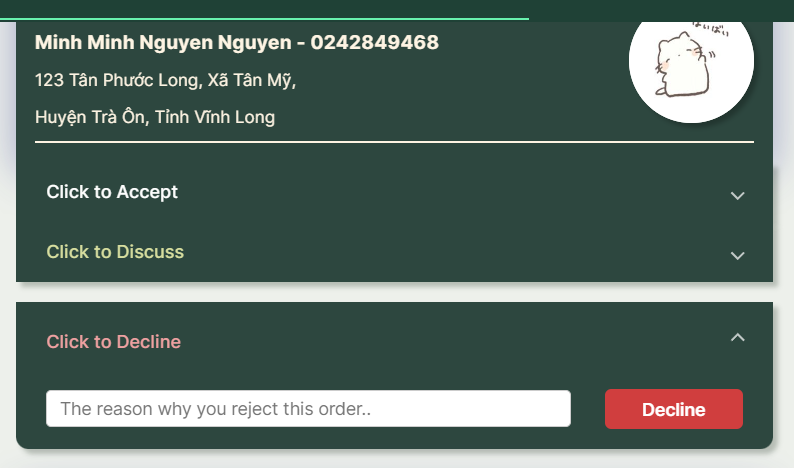 Minh Minh Nguyen Nguyen - 0242849468
123 Tân Phước Long, Xã Tân Mỹ,
Huyện Trà Ôn, Tỉnh Vĩnh Long
Click to Accept
Click to Discuss
Click to Decline
The reason why you reject this order..
Decline